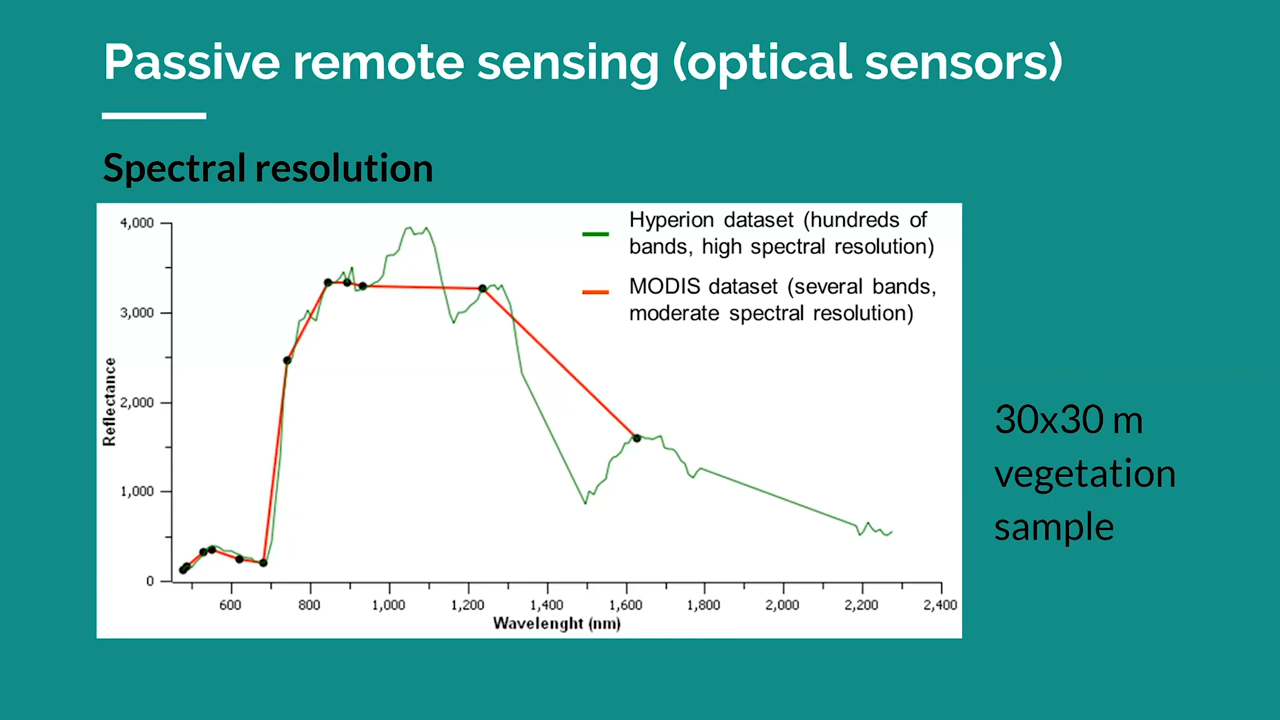 Passive remote sensing (optical sensors)
Spectral resolution
Hyperion dataset (hundreds of
bands, high spectral resolution)
MODIS dataset (several bands,
moderate spectral resolution)
4,000
3,000
2,000
1,000
0
Reflectance
600 800 1,000 1,200 1,400 1,600 1,800 2,000 2,200 2,400
Wavelenght (nm)
30x30 m
vegetation
sample